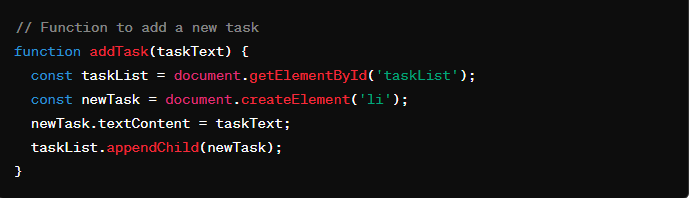 // Function to add a new task
function addTask(taskText) {
  const taskList = document.getElementById('taskList');
  const newTask = document.createElement('li');
  newTask.textContent = taskText;
  taskList.appendChild(newTask);
}